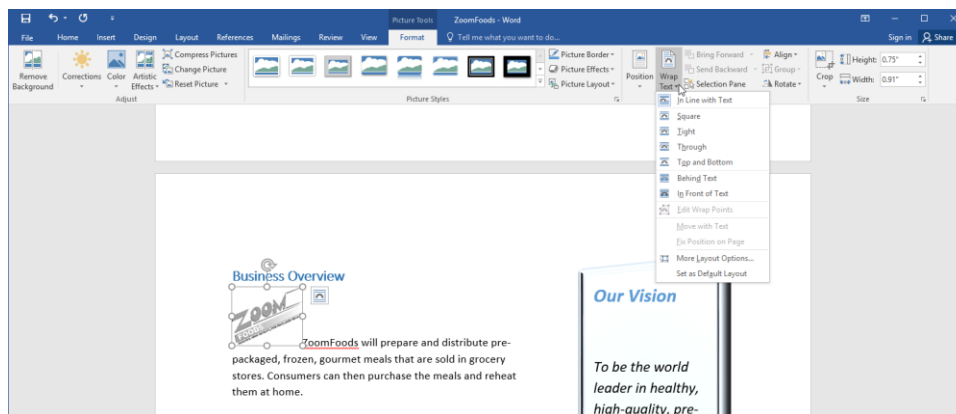 Picture Tools
ZoomFoods - Word
File Home Insert Design Layout References Mailings Review View Format Tell me what you want to do... Sign in Share
Remove Background
Corrections
Color
Artistic Effects
Compress Pictures
Change Picture
Reset Picture
Adjust
Picture Border
Picture Effects
Picture Layout
Picture Styles
Position
Wrap Text
Bring Forward
Send Backward
Selection Pane
Align
Group
Rotate
Crop
Height: 0.75"
Width: 0.91"
Size
In Line with Text
Square
Tight
Through
Top and Bottom
Behind Text
In Front of Text
Edit Wrap Points
Move with Text
Fix Position on Page
More Layout Options...
Set as Default Layout
Business Overview
ZOOM
FOODS
ZoomFoods will prepare and distribute pre-
packaged, frozen, gourmet meals that are sold in grocery
stores. Consumers can then purchase the meals and reheat
them at home.
Our Vision
To be the world
leader in healthy,
high-quality, pre-